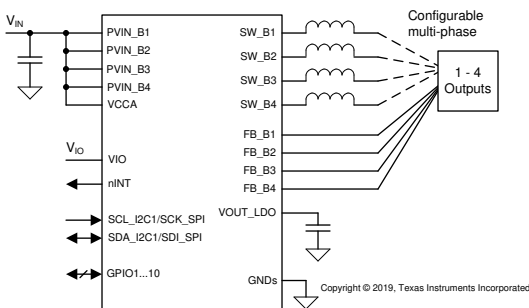 VIN
PVIN_B1
PVIN_B2
PVIN_B3
PVIN_B4
VCCA
VIO
VIO
nINT
SCL_I2C1/SCK_SPI
SDA_I2C1/SDI_SPI
GPIO1...10
SW_B1
SW_B2
SW_B3
SW_B4
FB_B1
FB_B2
FB_B3
FB_B4
VOUT_LDO
GNDs
Configurable
multi-phase
1 - 4
Outputs
Copyright © 2019, Texas Instruments Incorporated